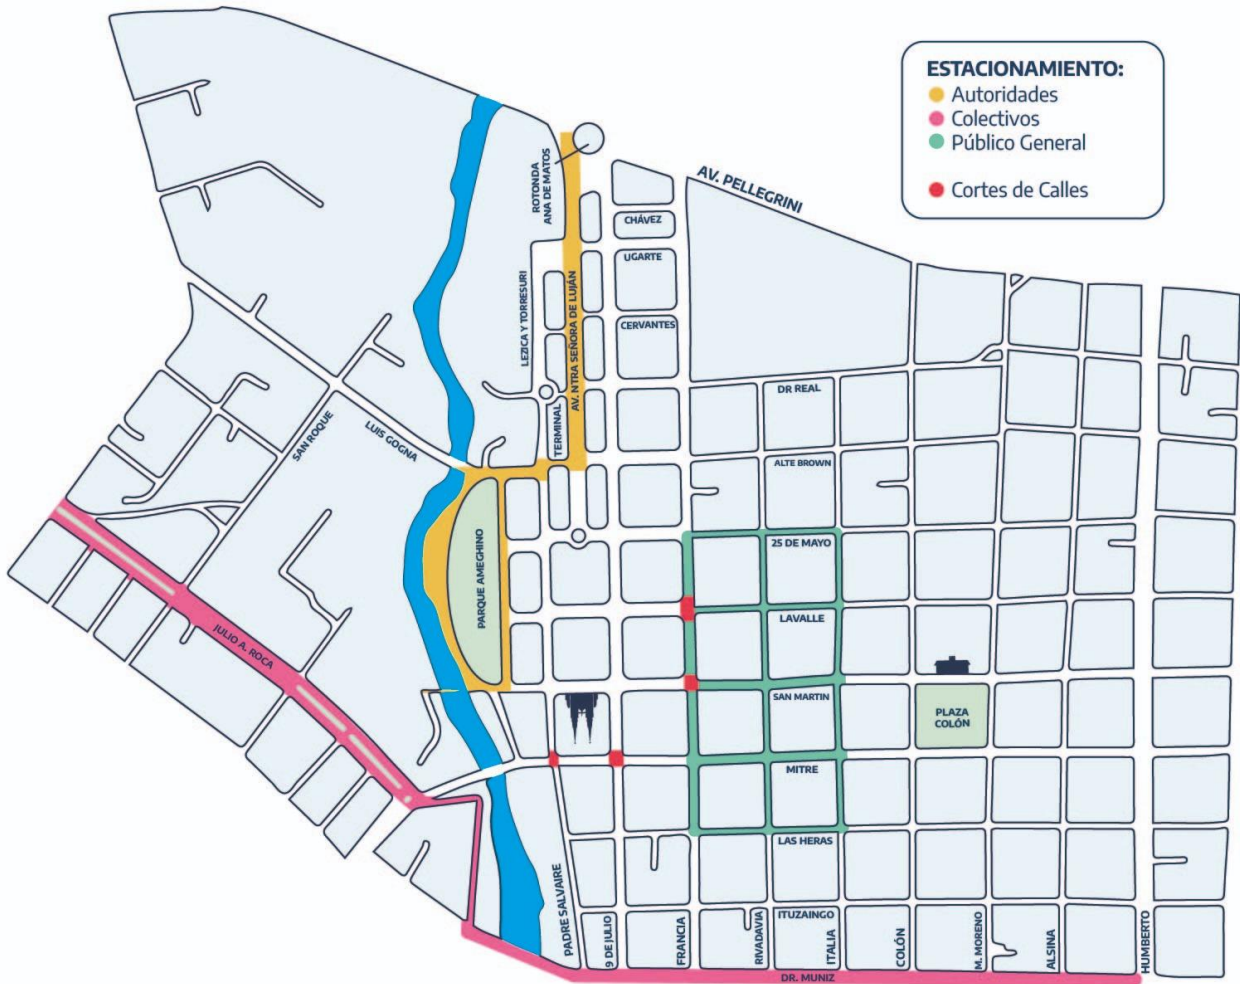 ESTACIONAMIENTO:
Autoridades
Colectivos
Público General
Cortes de Calles
AV. PELLEGRINI
ROTONDA
ANA DE MATOS
CHÁVEZ
UGARTE
CERVANTES
LEZICA Y TORRESURI
AV. NTRA SEÑORA DE LUJÁN
TERMINAL
DR REAL
ALTE BROWN
SAN ROQUE
LUIS GOGNA
25 DE MAYO
PARQUE AMEGHINO
LAVALLE
JULIO A. ROCA
SAN MARTIN
PLAZA
COLÓN
MITRE
LAS HERAS
ITUZAINGO
PADRE SALVAIRE
9 DE JULIO
FRANCIA
RIVADAVIA
ITALIA
COLÓN
M. MORENO
ALSINA
HUMBERTO
DR. MUNIZ